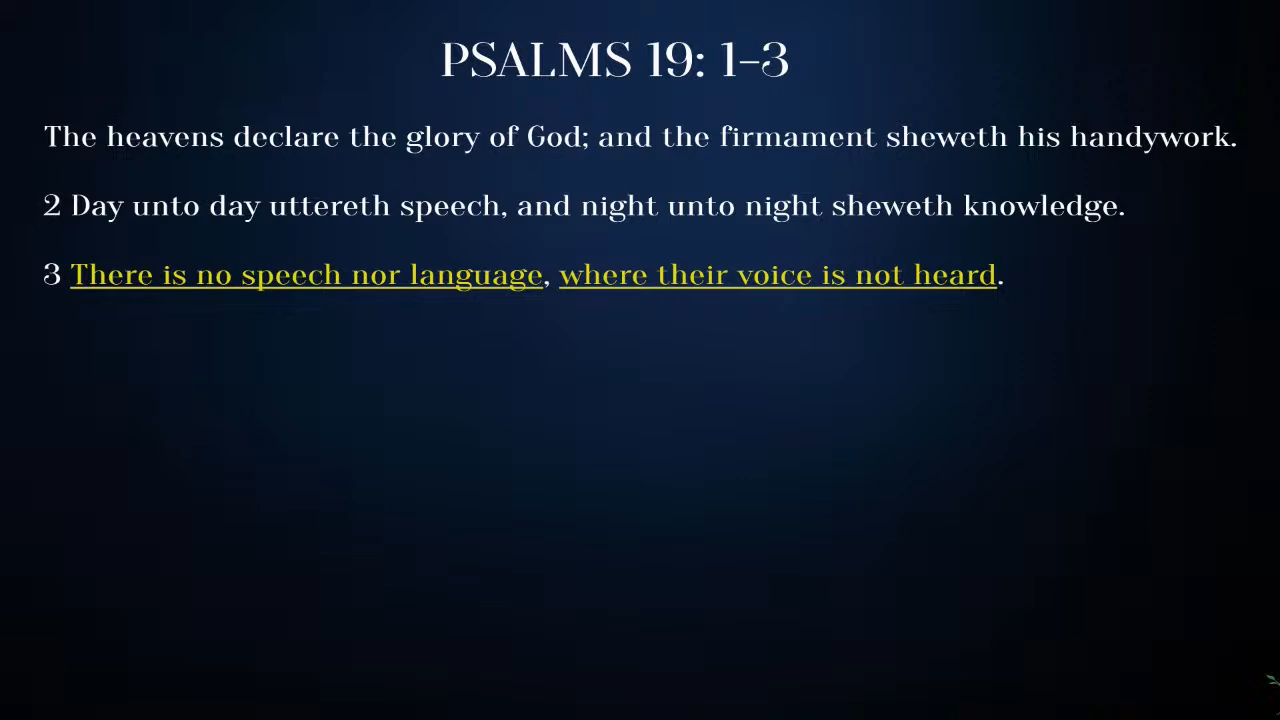 PSALMS 19: 1-3
The heavens declare the glory of God; and the firmament sheweth his handywork.
2 Day unto day uttereth speech, and night unto night sheweth knowledge.
3 There is no speech nor language, where their voice is not heard.